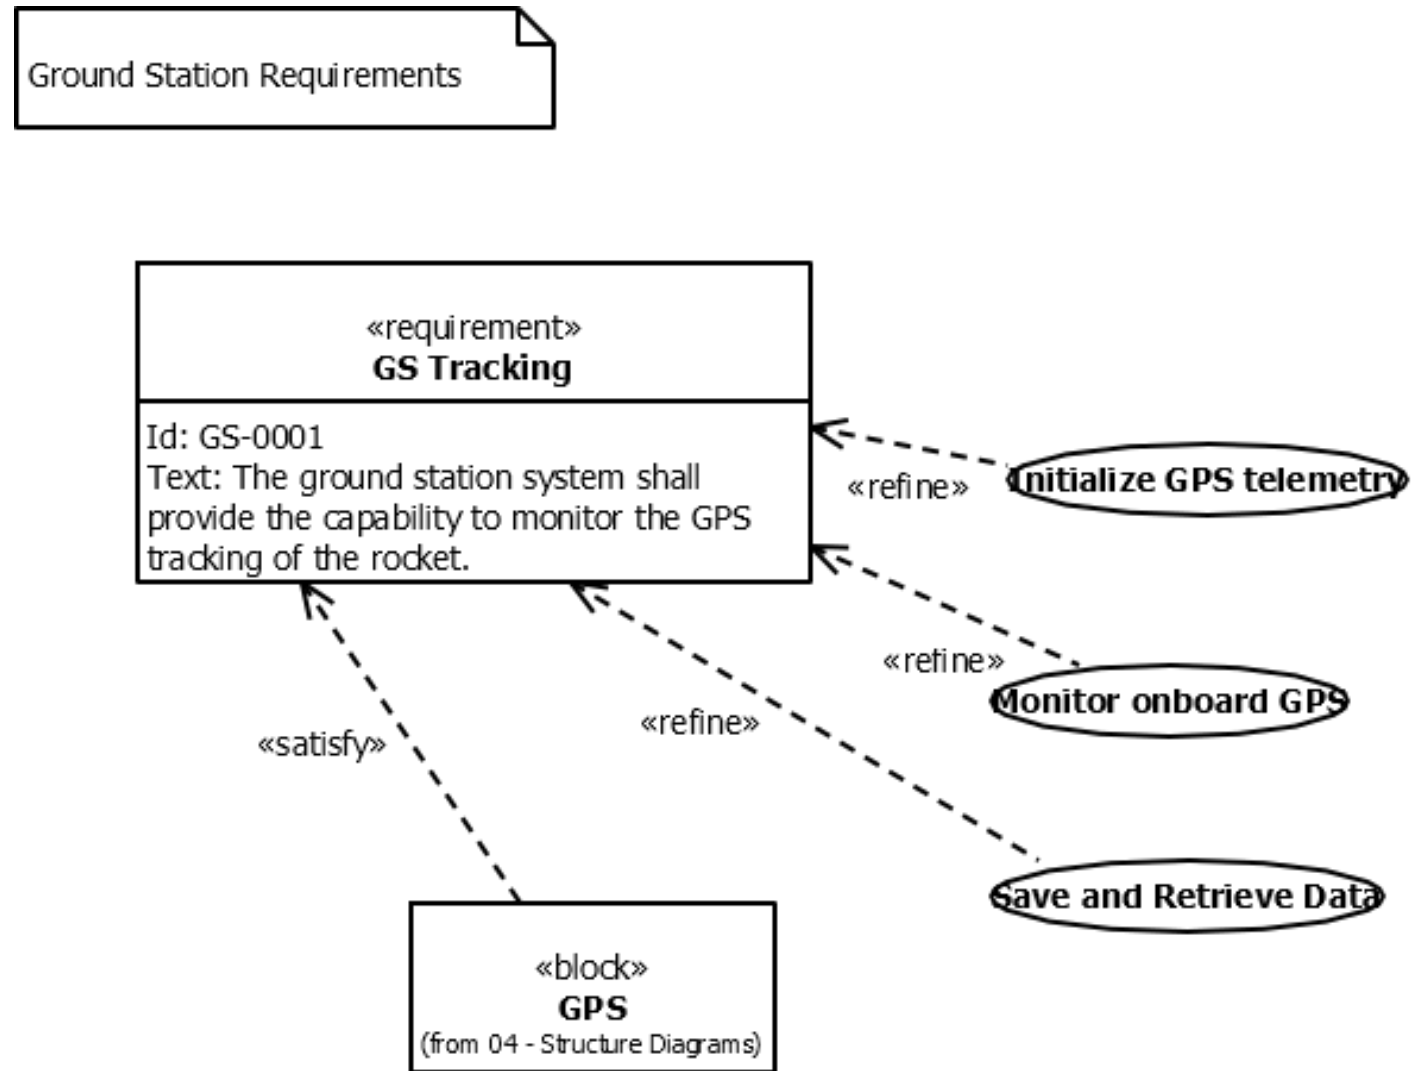 Ground Station Requirements
«requirement»
GS Tracking
Id: GS-0001
Text: The ground station system shall
provide the capability to monitor the GPS
tracking of the rocket.
«refine»
Initialize GPS telemetry
«refine»
Monitor onboard GPS
«refine»
«satisfy»
Save and Retrieve Data
«block»
GPS
(from 04 - Structure Diagrams)